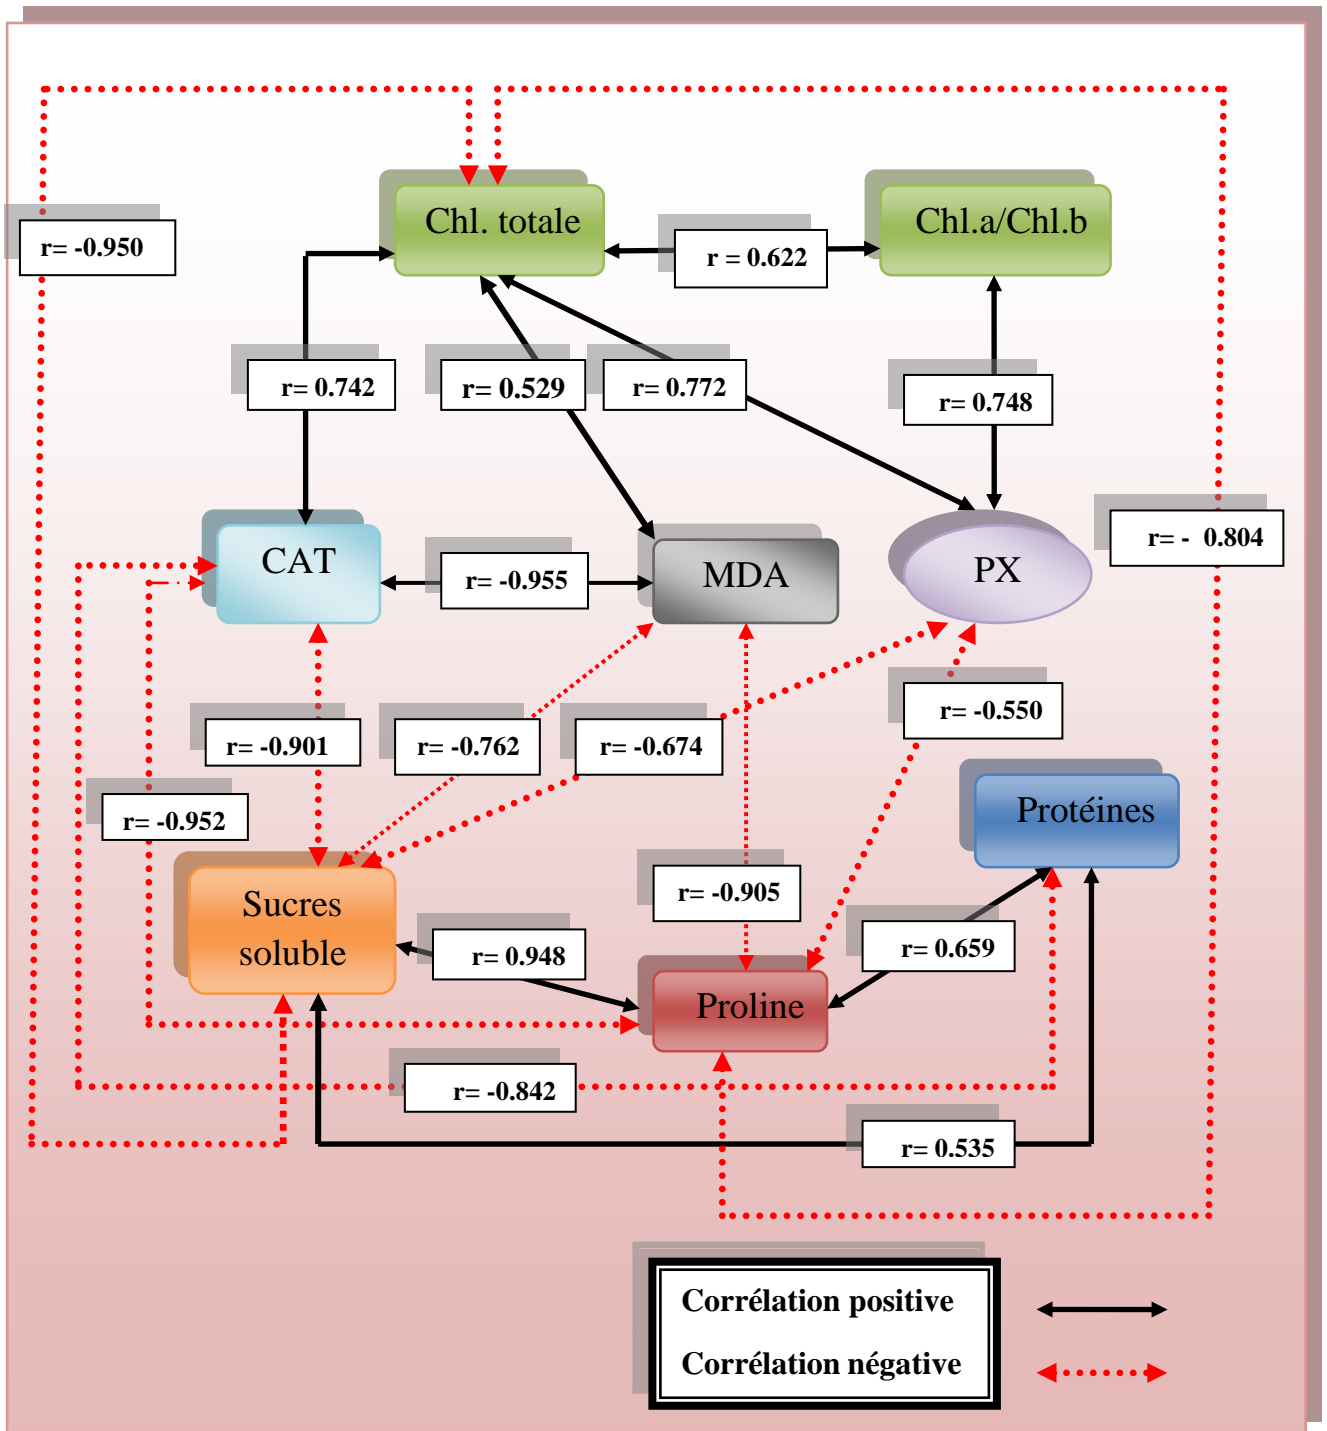 Chl. totale
Chl.a/Chl.b
r= -0.950
r = 0.622
r= 0.742
r= 0.529
r= 0.772
r= 0.748
r= - 0.804
CAT
r= -0.955
MDA
PX
r= -0.901
r= -0.762
r= -0.674
r= -0.550
r= -0.952
Protéines
Sucres
soluble
r= -0.905
r= 0.948
r= 0.659
Proline
r= -0.842
r= 0.535
Corrélation positive
Corrélation négative